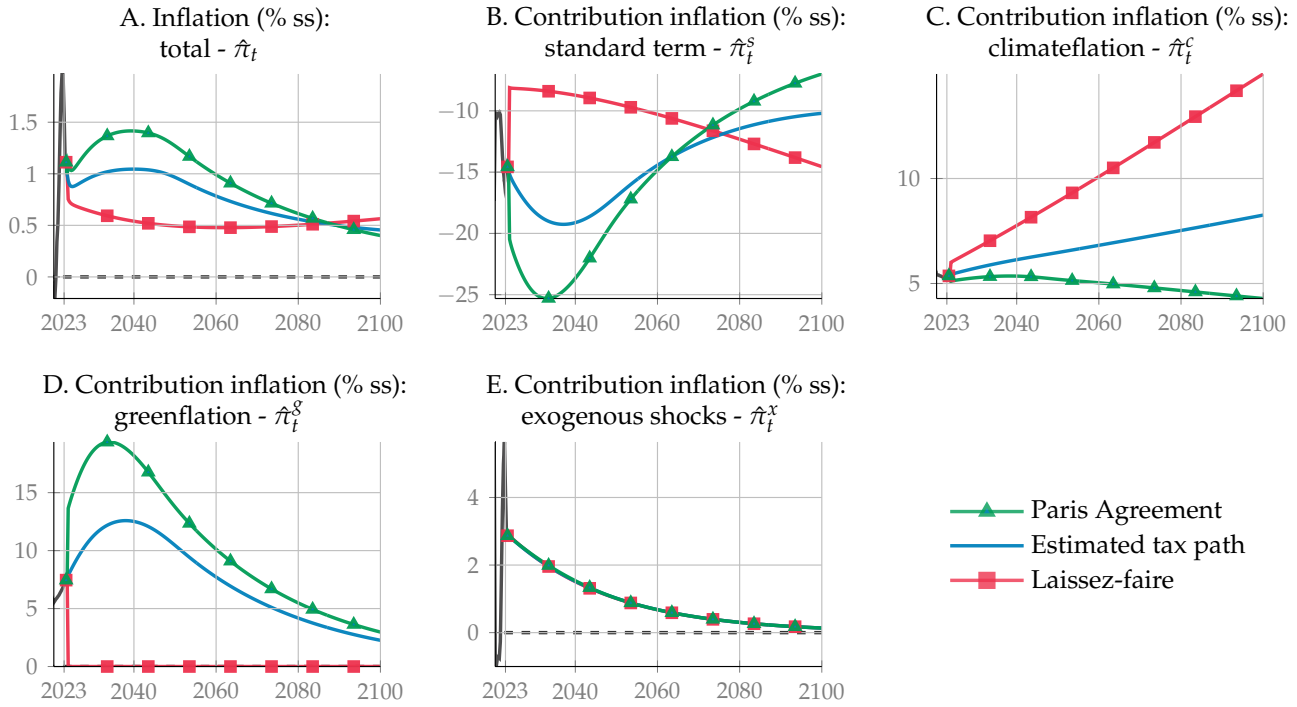 A. Inflation (% ss):
total - π̂ₜ
1.5
1
0.5
0
2023 2040 2060 2080 2100
B. Contribution inflation (% ss):
standard term - π̂ₜˢ
−10
−15
−20
−25
2023 2040 2060 2080 2100
C. Contribution inflation (% ss):
climateflation - π̂ₜᶜ
10
5
2023 2040 2060 2080 2100
D. Contribution inflation (% ss):
greenflation - π̂ₜᵍ
15
10
5
0
2023 2040 2060 2080 2100
E. Contribution inflation (% ss):
exogenous shocks - π̂ₜˣ
4
2
0
2023 2040 2060 2080 2100
Paris Agreement
Estimated tax path
Laissez-faire